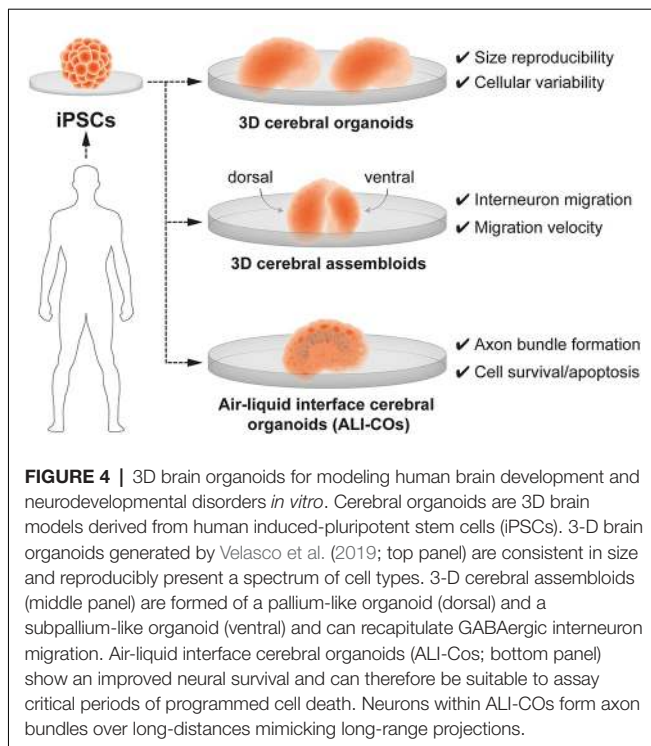 ✔ Size reproducibility
✔ Cellular variability
iPSCs
3D cerebral organoids
dorsal
ventral
✔ Interneuron migration
✔ Migration velocity
3D cerebral assembloids
✔ Axon bundle formation
✔ Cell survival/apoptosis
Air-liquid interface cerebral
organoids (ALI-COs)
FIGURE 4 | 3D brain organoids for modeling human brain development and
neurodevelopmental disorders in vitro. Cerebral organoids are 3D brain
models derived from human induced-pluripotent stem cells (iPSCs). 3-D brain
organoids generated by Velasco et al. (2019; top panel) are consistent in size
and reproducibly present a spectrum of cell types. 3-D cerebral assembloids
(middle panel) are formed of a pallium-like organoid (dorsal) and a
subpallium-like organoid (ventral) and can recapitulate GABAergic interneuron
migration. Air-liquid interface cerebral organoids (ALI-Cos; bottom panel)
show an improved neural survival and can therefore be suitable to assay
critical periods of programmed cell death. Neurons within ALI-COs form axon
bundles over long-distances mimicking long-range projections.